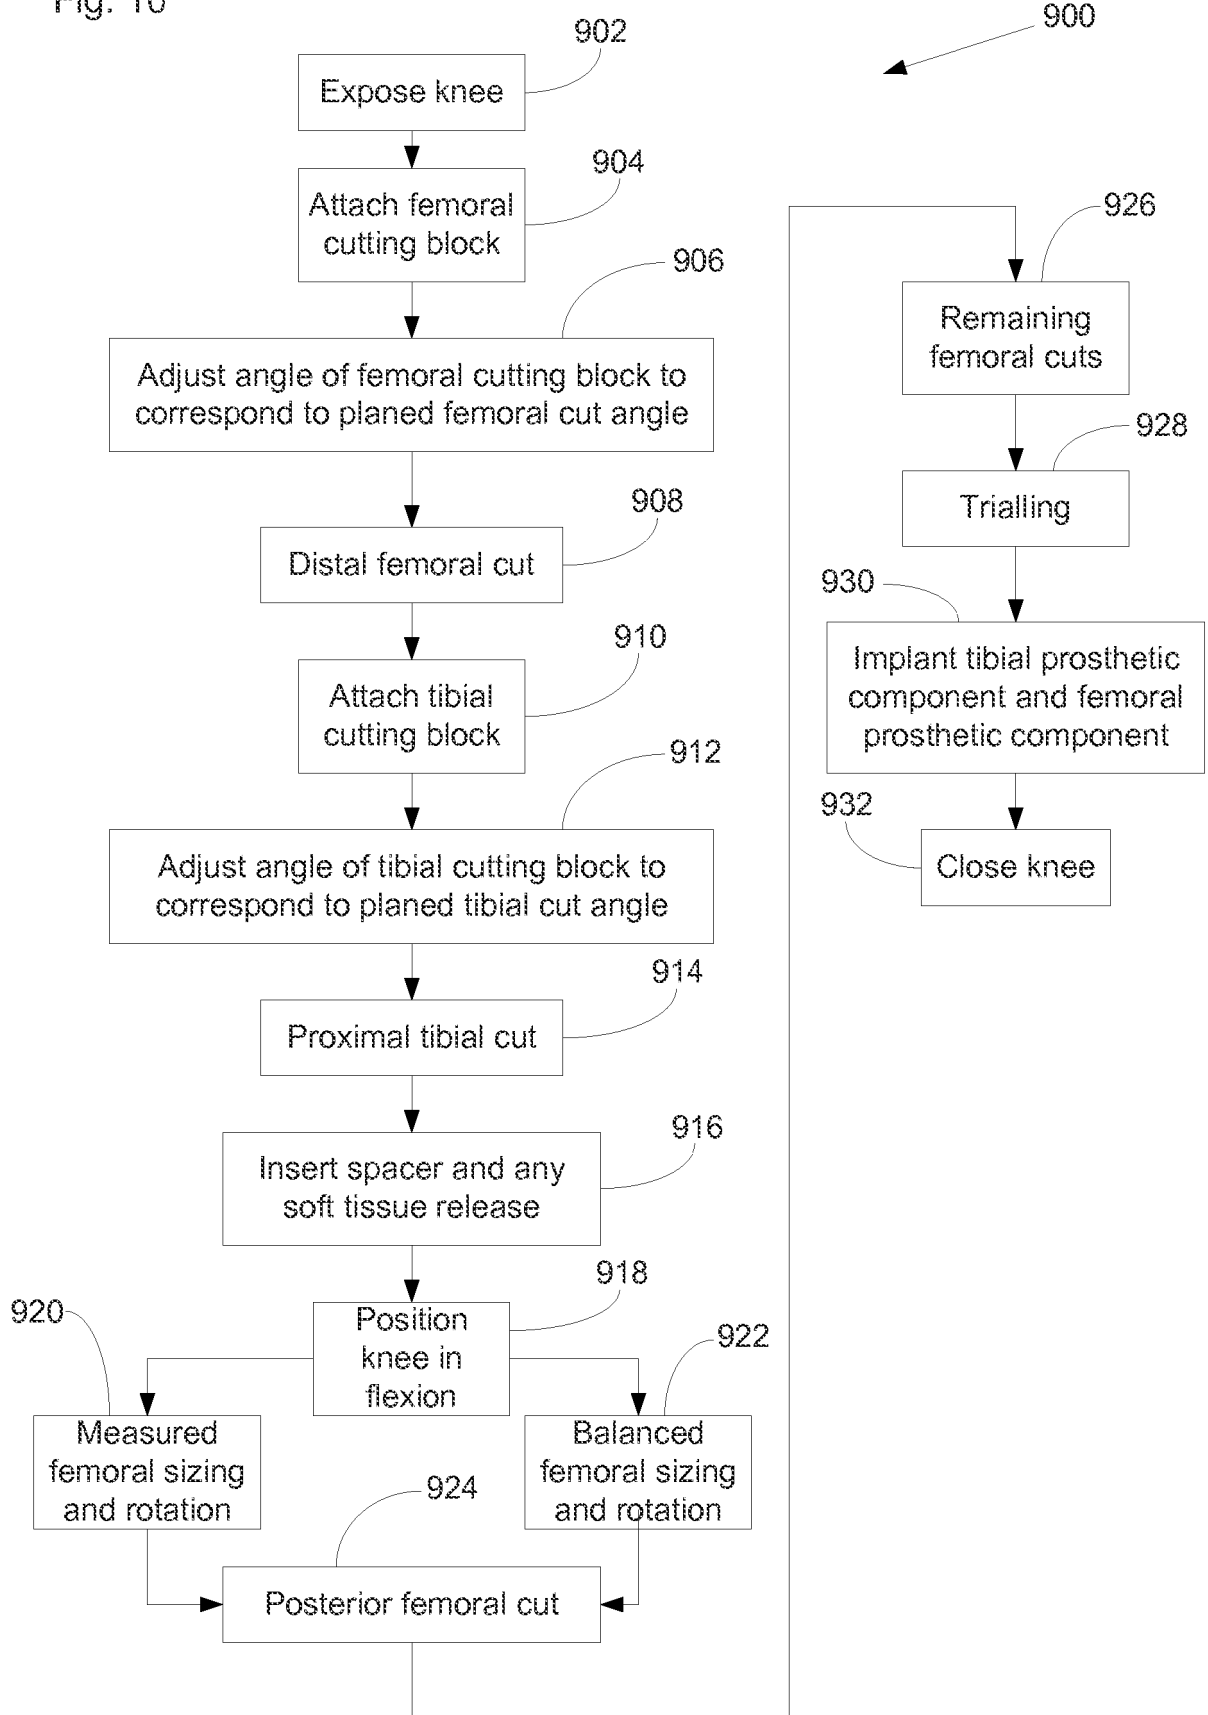 Fig. 16
900
902
Expose knee
904
Attach femoral
cutting block
906
Adjust angle of femoral cutting block to
correspond to planed femoral cut angle
908
Distal femoral cut
910
Attach tibial
cutting block
912
Adjust angle of tibial cutting block to
correspond to planed tibial cut angle
914
Proximal tibial cut
916
Insert spacer and any
soft tissue release
918
Position
knee in
flexion
920
Measured
femoral sizing
and rotation
922
Balanced
femoral sizing
and rotation
924
Posterior femoral cut
926
Remaining
femoral cuts
928
Trialling
930
Implant tibial prosthetic
component and femoral
prosthetic component
932
Close knee